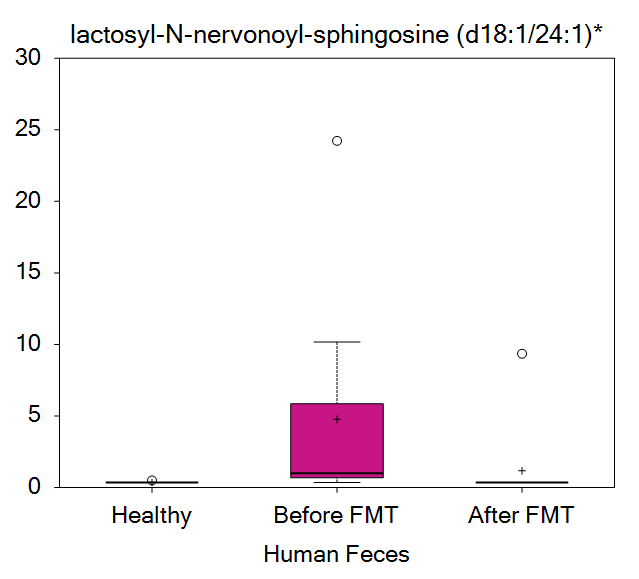 lactosyl-N-nervonoyl-sphingosine (d18:1/24:1)*
30
25
20
15
10
5
0
Healthy Before FMT After FMT
Human Feces